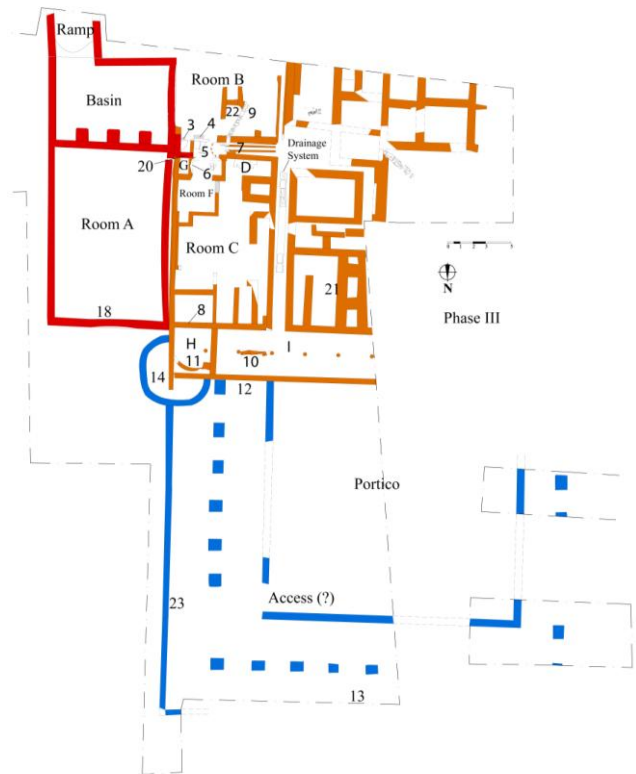 Ramp
Room B
Basin
22
9
3
4
5
7
Drainage
System
20
G
6
D
Room F
Room A
Room C
21
N
Phase III
18
8
H
I
11
10
14
12
Portico
23
Access (?)
13